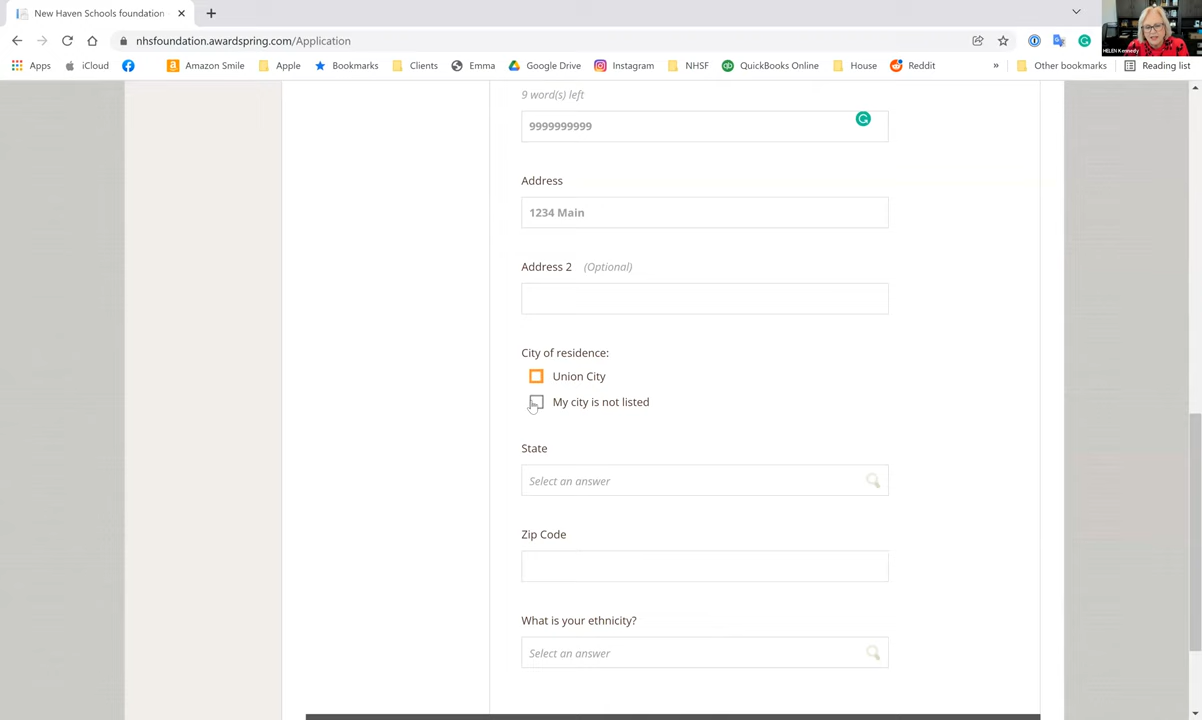 New Haven Schools foundation
nhsfoundation.awardspring.com/Application
HELEN Kennedy
Apps
iCloud
Amazon Smile
Apple
Bookmarks
Clients
Emma
Google Drive
Instagram
NHSF
QuickBooks Online
House
Reddit
»
Other bookmarks
Reading list
9 word(s) left
9999999999
Address
1234 Main
Address 2 (Optional)
City of residence:
Union City
My city is not listed
State
Select an answer
Zip Code
What is your ethnicity?
Select an answer